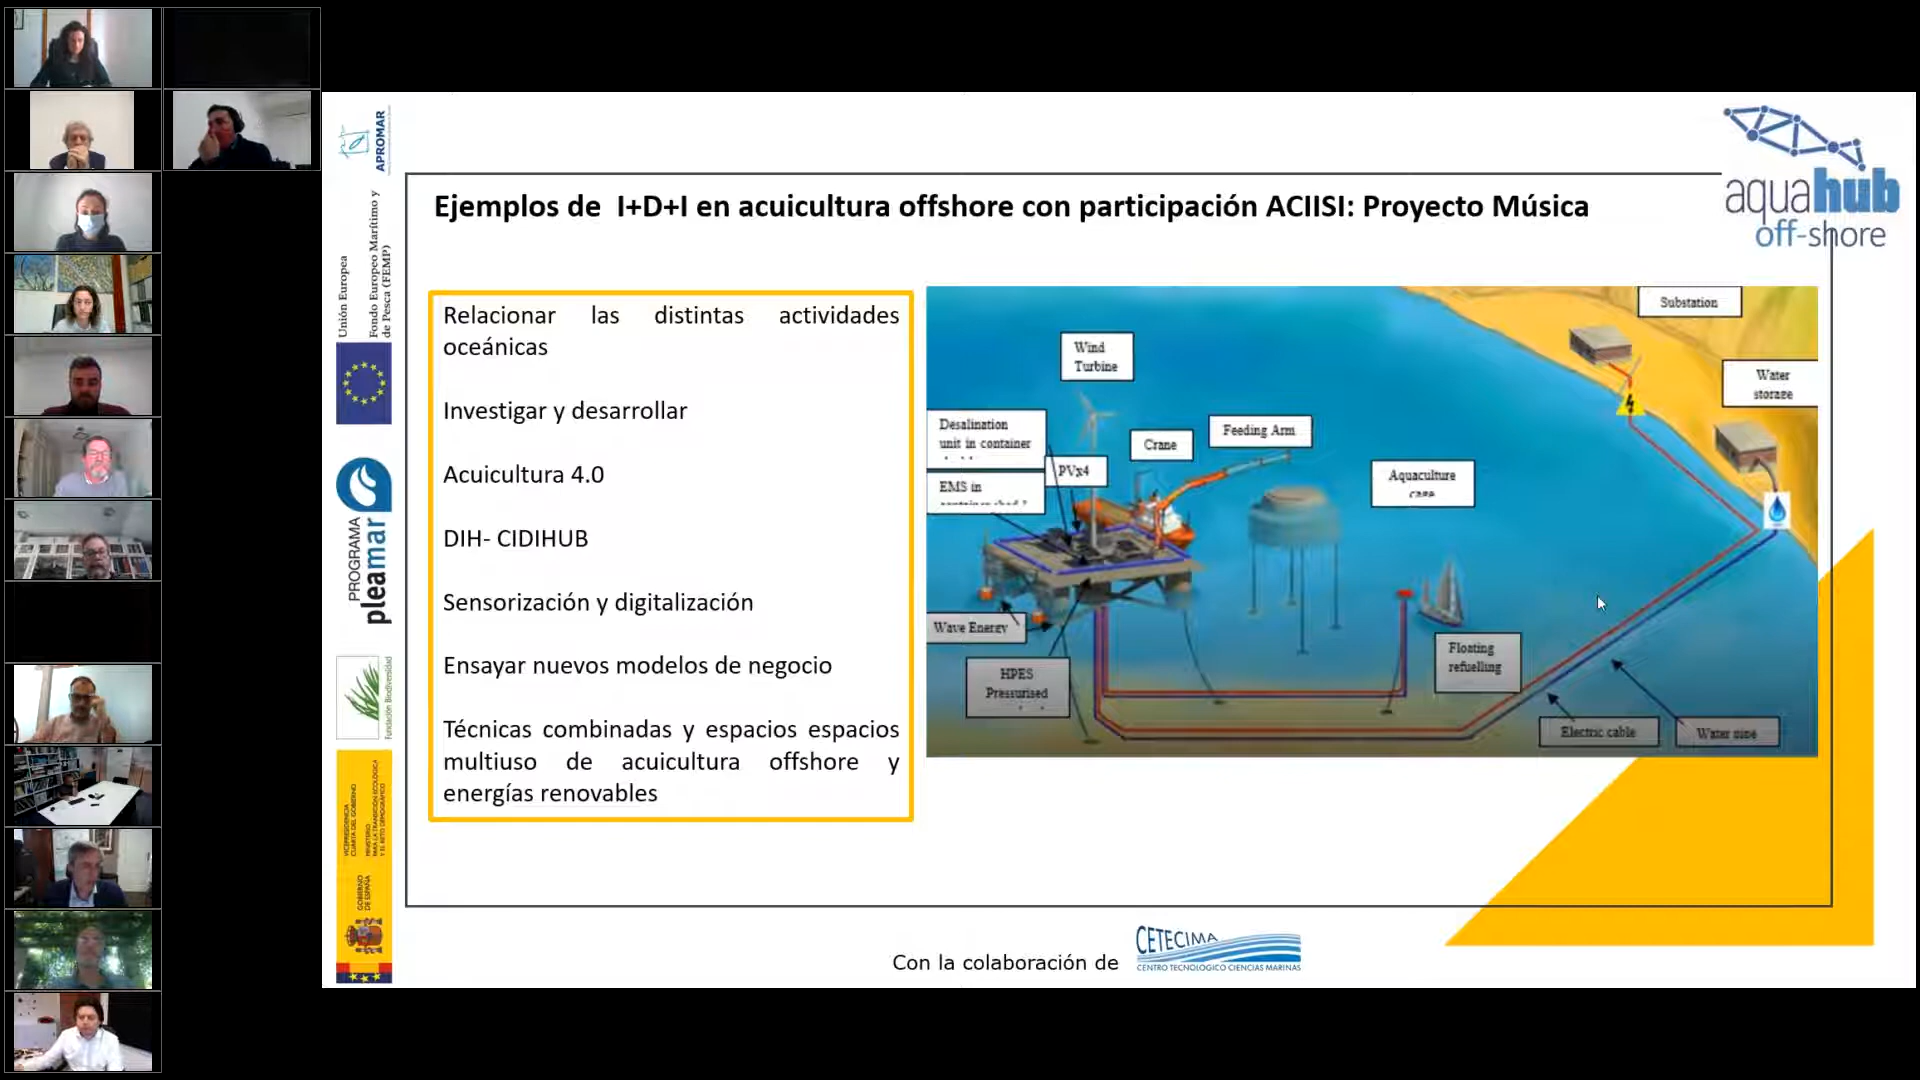 APROMAR
Unión Europea
Fondo Europeo Marítimo y
de Pesca (FEMP)
PROGRAMA
pleamar
Fundación Biodiversidad
VICEPRESIDENCIA
CUARTA DEL GOBIERNO
MINISTERIO
PARA LA TRANSICIÓN ECOLÓGICA
Y EL RETO DEMOGRÁFICO
GOBIERNO
DE ESPAÑA
aquahub
off-shore
Ejemplos de I+D+I en acuicultura offshore con participación ACIISI: Proyecto Música
Relacionar las distintas actividades
oceánicas
Investigar y desarrollar
Acuicultura 4.0
DIH- CIDIHUB
Sensorización y digitalización
Ensayar nuevos modelos de negocio
Técnicas combinadas y espacios espacios
multiuso de acuicultura offshore y
energías renovables
Substation
Wind
Turbine
Water
storage
Desalination
unit in container
Crane
Feeding Arm
PVx4
EMS in
Aquaculture
cage
Wave Energy
HPES
Pressurised
Floating
refuelling
Electric cable
Water pipe
Con la colaboración de
CETECIMA
CENTRO TECNOLOGICO CIENCIAS MARINAS